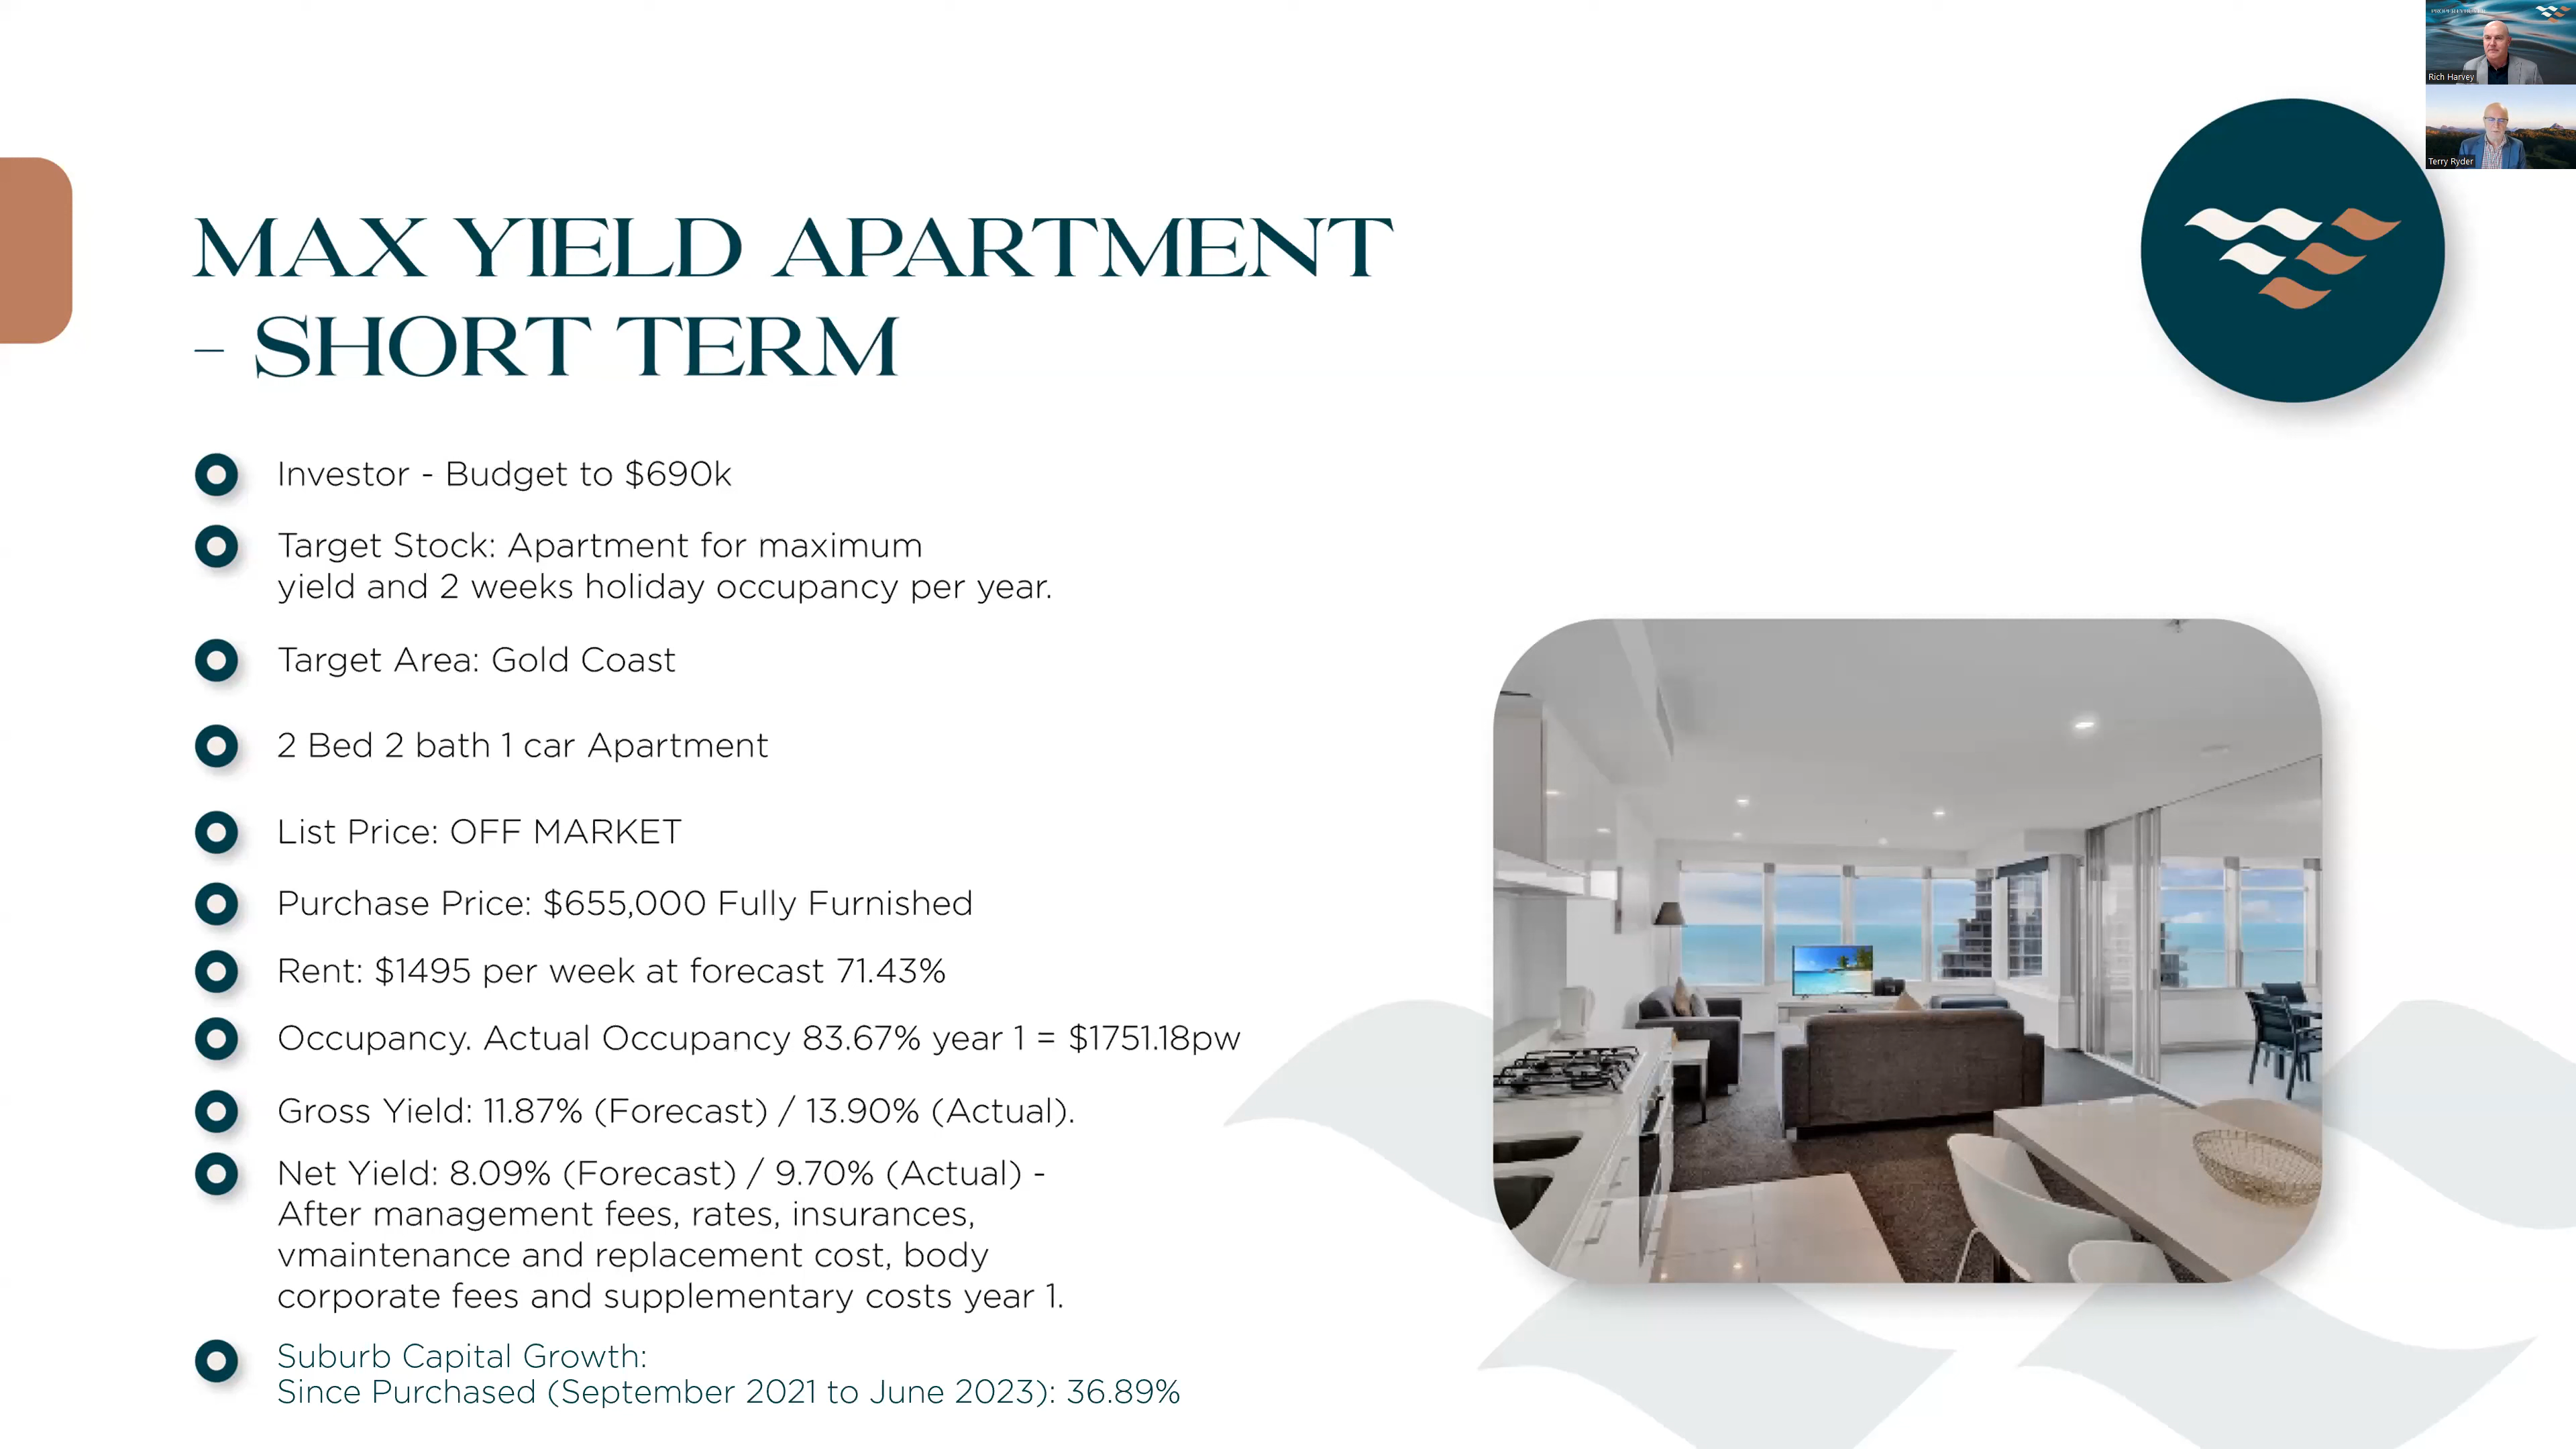 Rich Harvey
Terry Ryder
MAX YIELD APARTMENT
– SHORT TERM
Investor - Budget to $690k
Target Stock: Apartment for maximum
yield and 2 weeks holiday occupancy per year.
Target Area: Gold Coast
2 Bed 2 bath 1 car Apartment
List Price: OFF MARKET
Purchase Price: $655,000 Fully Furnished
Rent: $1495 per week at forecast 71.43%
Occupancy. Actual Occupancy 83.67% year 1 = $1751.18pw
Gross Yield: 11.87% (Forecast) / 13.90% (Actual).
Net Yield: 8.09% (Forecast) / 9.70% (Actual) -
After management fees, rates, insurances,
vmaintenance and replacement cost, body
corporate fees and supplementary costs year 1.
Suburb Capital Growth:
Since Purchased (September 2021 to June 2023): 36.89%